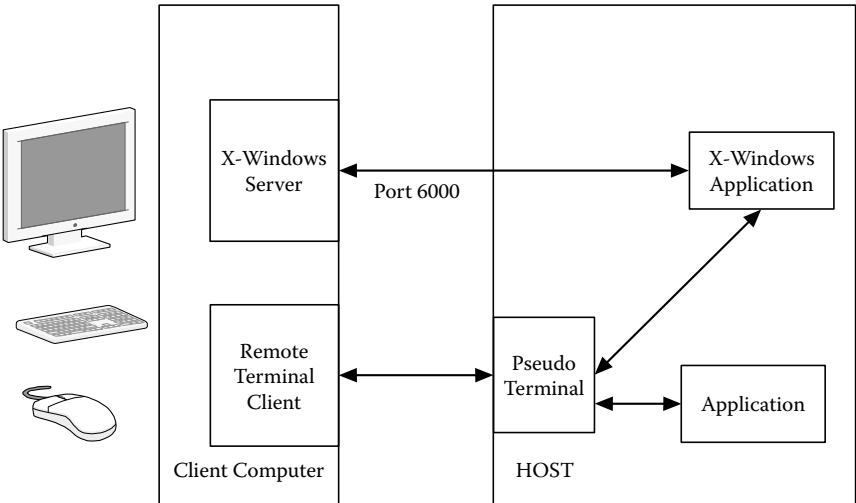 X-Windows
Server
Port 6000
X-Windows
Application
Remote
Terminal
Client
Pseudo
Terminal
Application
Client Computer
HOST